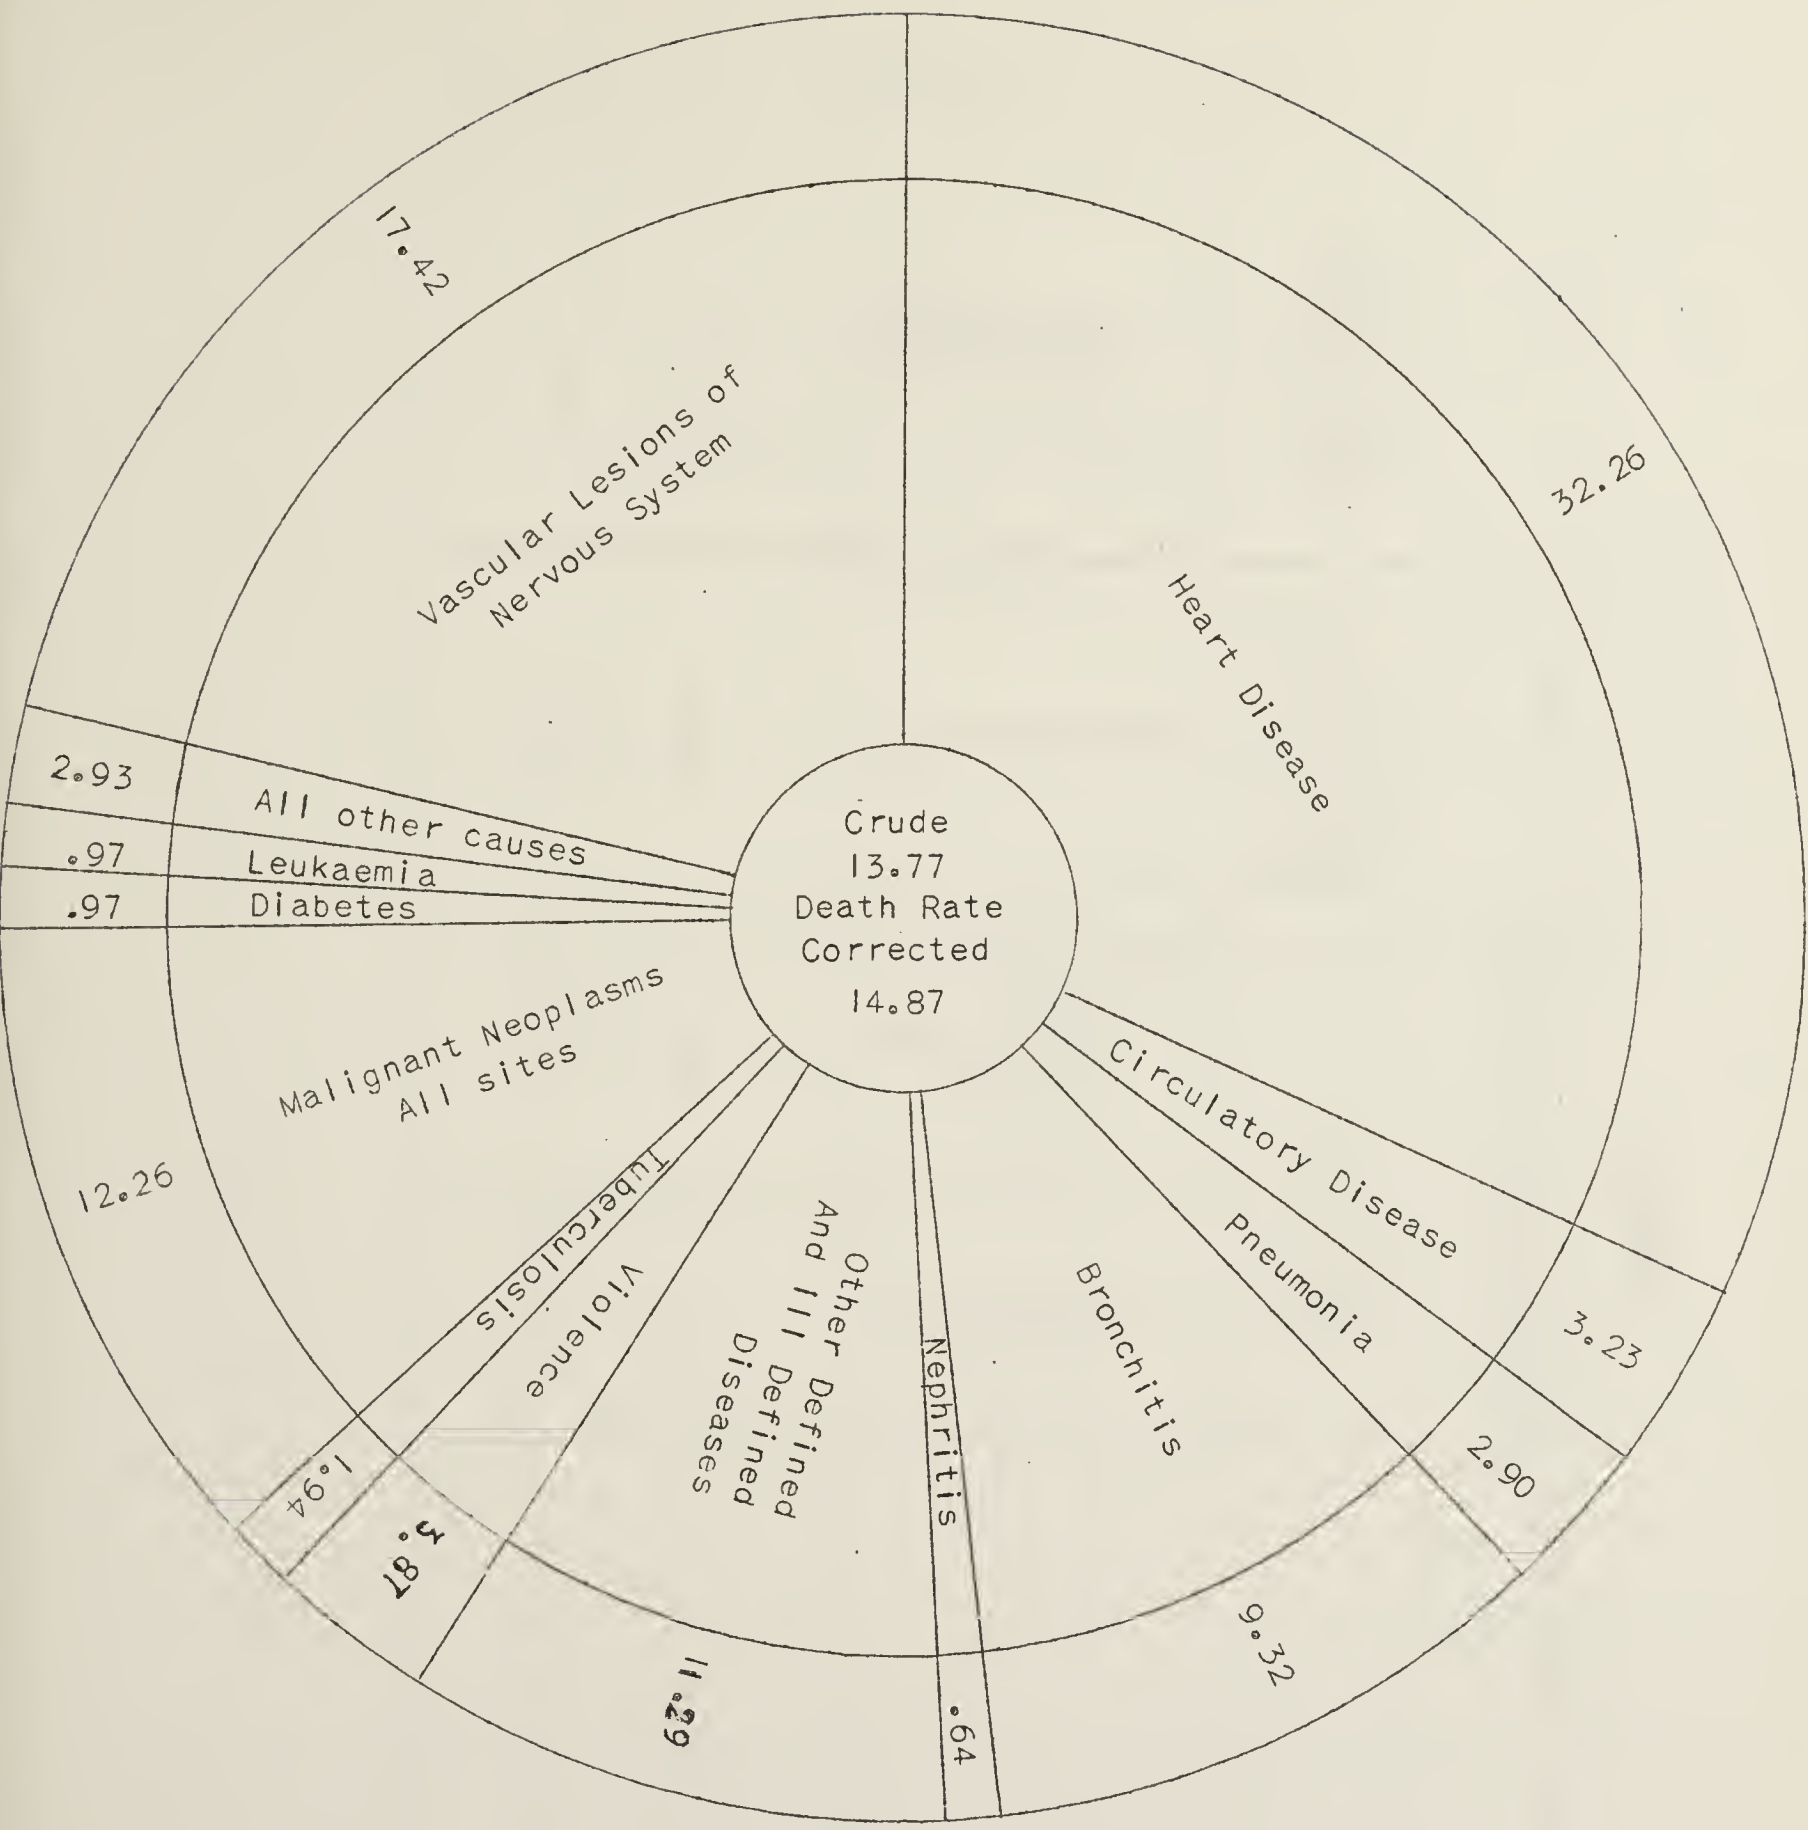 Crude
13.77
Death Rate
Corrected
14.87
Heart Disease
32.26
Circulatory Disease
3.23
Pneumonia
2.90
Bronchitis
9.32
Nephritis
.64
Other Defined
And Ill Defined
Diseases
11.29
Violence
3.87
Tuberculosis
1.94
Malignant Neoplasms
All sites
12.26
Diabetes
.97
Leukaemia
.97
All other causes
2.93
Vascular Lesions of
Nervous System
17.42